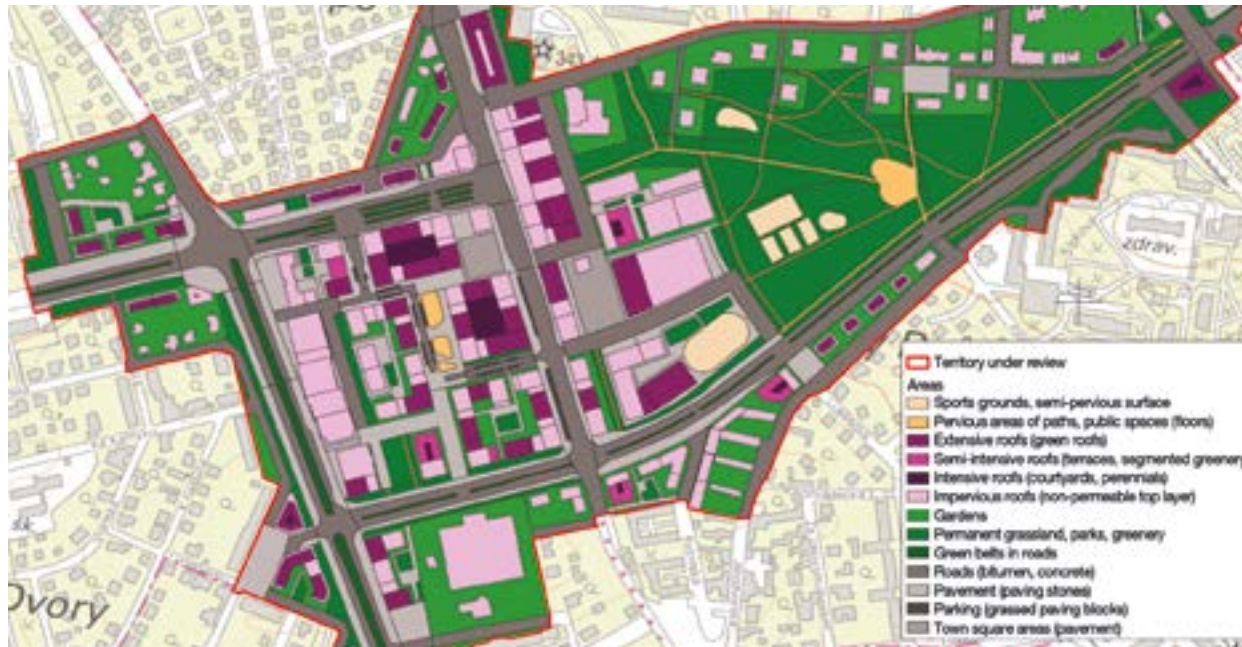 345
zdrav.
Dvory
Territory under review
Areas
Sports grounds, semi-pervious surface
Pervious areas of paths, public spaces (floors)
Extensive roofs (green roofs)
Semi-intensive roofs (terraces, segmented greenery
Intensive roofs (courtyards, perennials)
Impervious roofs (non-permeable top layer)
Gardens
Permanent grassland, parks, greenery
Green belts in roads
Roads (bitumen, concrete)
Pavement (paving stones)
Parking (grassed paving blocks)
Town square areas (pavement)